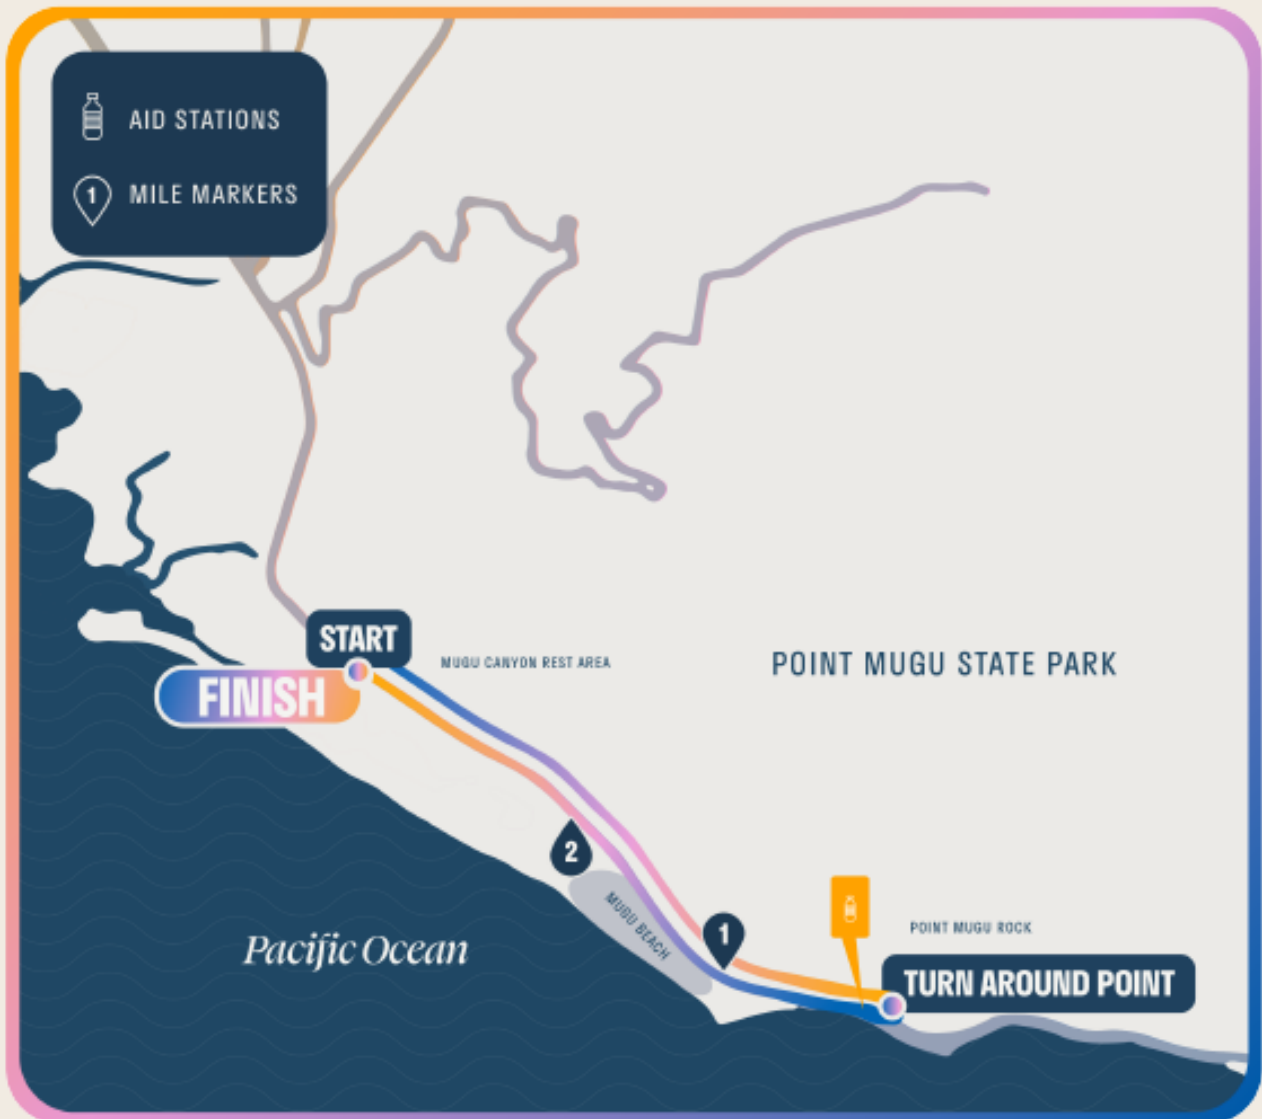 AID STATIONS
1
MILE MARKERS
START
FINISH
MUGU CANYON REST AREA
POINT MUGU STATE PARK
2
MUGU BEACH
1
POINT MUGU ROCK
Pacific Ocean
TURN AROUND POINT